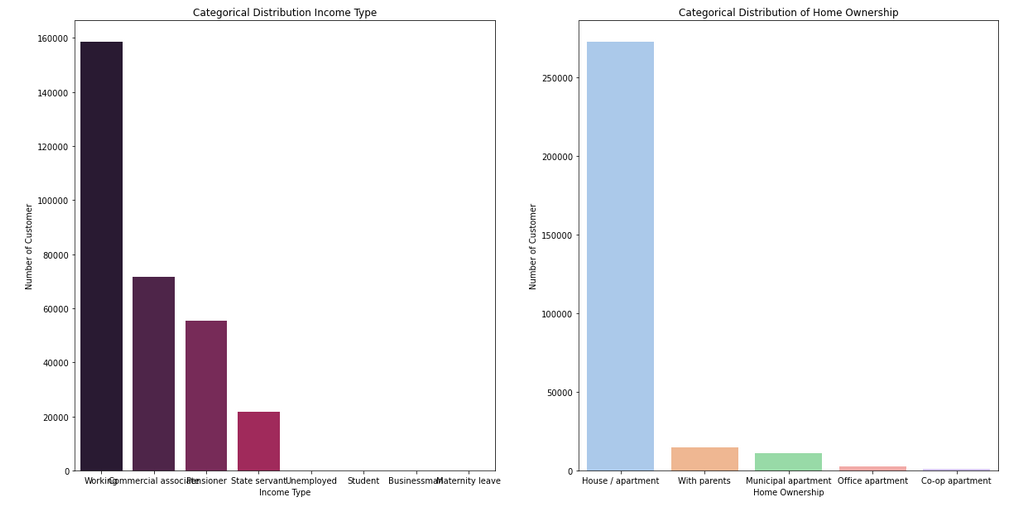 Categorical Distribution Income Type
160000
140000
120000
100000
80000
60000
40000
20000
0
Number of Customer
Working Commercial associate Pensioner State servant Unemployed Student Businessman Maternity leave
Income Type
Categorical Distribution of Home Ownership
250000
200000
150000
100000
50000
0
Number of Customer
House / apartment With parents Municipal apartment Office apartment Co-op apartment
Home Ownership